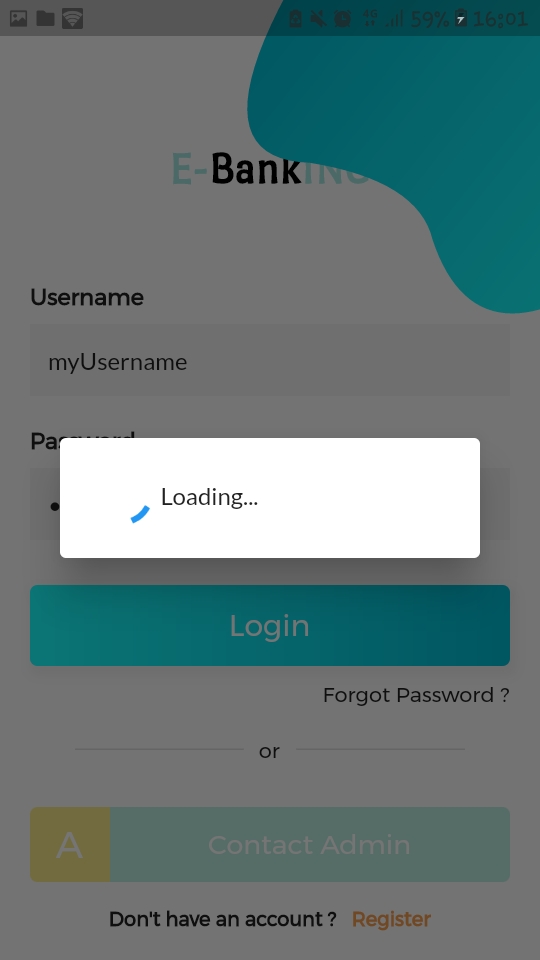 4G 59% 16:01
E-BankING
Username
myUsername
Password
Loading...
Login
Forgot Password ?
or
A Contact Admin
Don't have an account ? Register